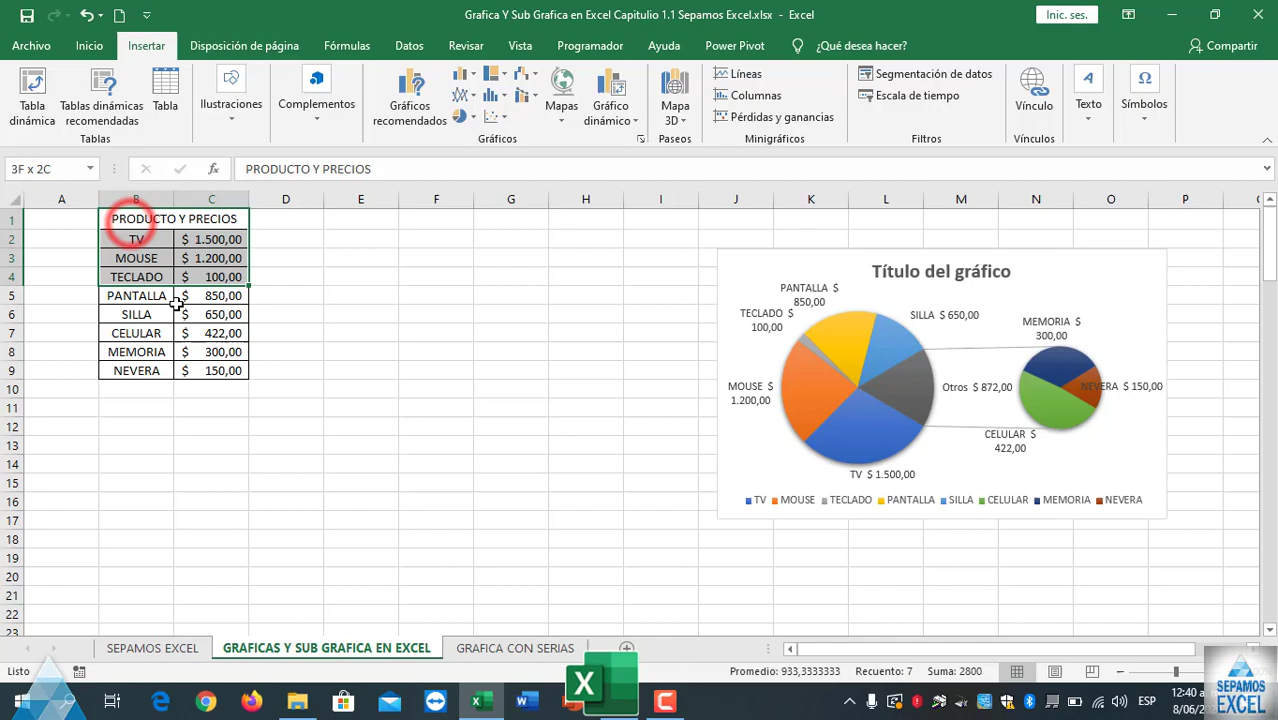 Grafica Y Sub Grafica en Excel Capitulio 1.1 Sepamos Excel.xlsx - Excel
Inic. ses.
Archivo Inicio Insertar Disposición de página Fórmulas Datos Revisar Vista Programador Ayuda Power Pivot ¿Qué desea hacer? Compartir
Tabla dinámica
Tablas dinámicas recomendadas
Tabla
Tablas
Ilustraciones
Complementos
Gráficos recomendados
Mapas
Gráfico dinámico
Gráficos
Mapa 3D
Paseos
Líneas
Columnas
Pérdidas y ganancias
Minigráficos
Segmentación de datos
Escala de tiempo
Filtros
Vínculo
Vínculos
Texto
Símbolos
3F x 2C
fx
PRODUCTO Y PRECIOS
A B C D E F G H I J K L M N O P
1 PRODUCTO Y PRECIOS
2 TV $ 1.500,00
3 MOUSE $ 1.200,00
4 TECLADO $ 100,00
5 PANTALLA $ 850,00
6 SILLA $ 650,00
7 CELULAR $ 422,00
8 MEMORIA $ 300,00
9 NEVERA $ 150,00
10
11
12
13
14
15
16
17
18
19
20
21
22
23
Título del gráfico
PANTALLA $
850,00
SILLA $ 650,00
TECLADO $
100,00
MEMORIA $
300,00
MOUSE $
1.200,00
Otros $ 872,00
NEVERA $ 150,00
CELULAR $
422,00
TV $ 1.500,00
TV MOUSE TECLADO PANTALLA SILLA CELULAR MEMORIA NEVERA
SEPAMOS EXCEL GRAFICAS Y SUB GRAFICA EN EXCEL GRAFICA CON SERIAS
Listo
Promedio: 933,3333333 Recuento: 7 Suma: 2800
ESP
12:40 a.
8/06/
SEPAMOS
EXCEL